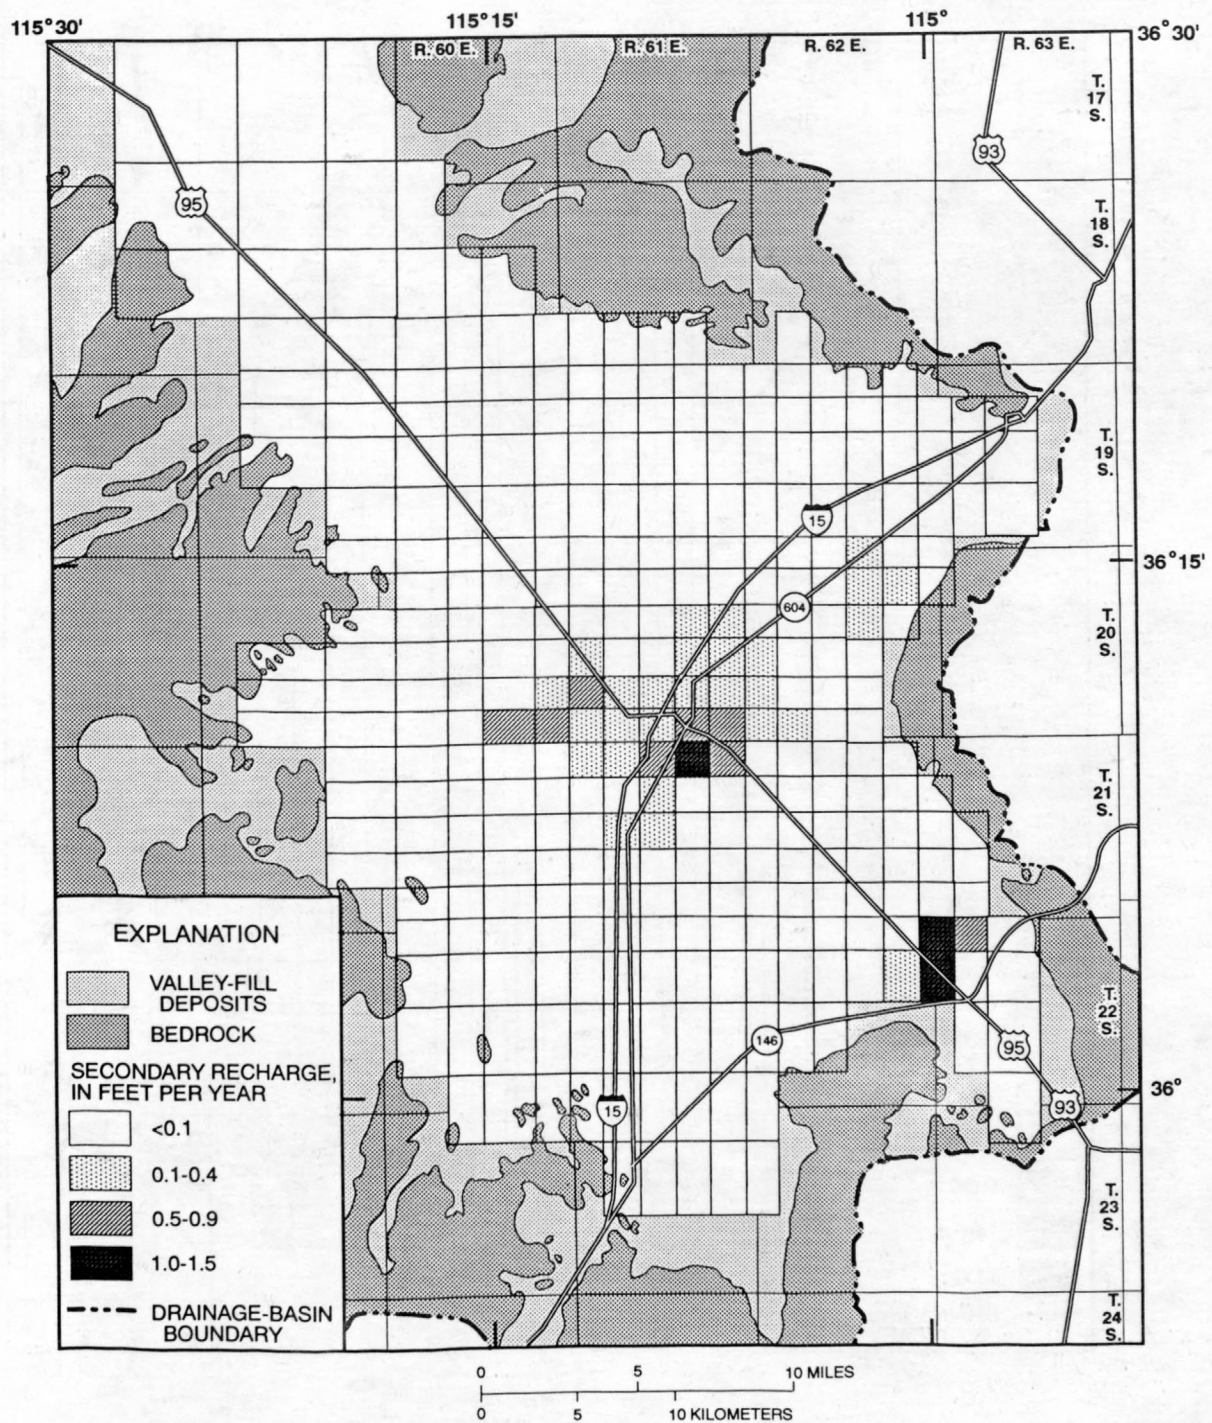 115°30'
115°15'
115°
36°30'
R. 60 E.
R. 61 E.
R. 62 E.
R. 63 E.
T.
17
S.
93
95
T.
18
S.
T.
19
S.
15
36°15'
604
T.
20
S.
T.
21
S.
EXPLANATION
VALLEY-FILL
DEPOSITS
BEDROCK
SECONDARY RECHARGE,
IN FEET PER YEAR
<0.1
0.1-0.4
0.5-0.9
1.0-1.5
DRAINAGE-BASIN
BOUNDARY
T.
22
S.
146
95
36°
93
15
T.
23
S.
T.
24
S.
0 5 10 MILES
0 5 10 KILOMETERS